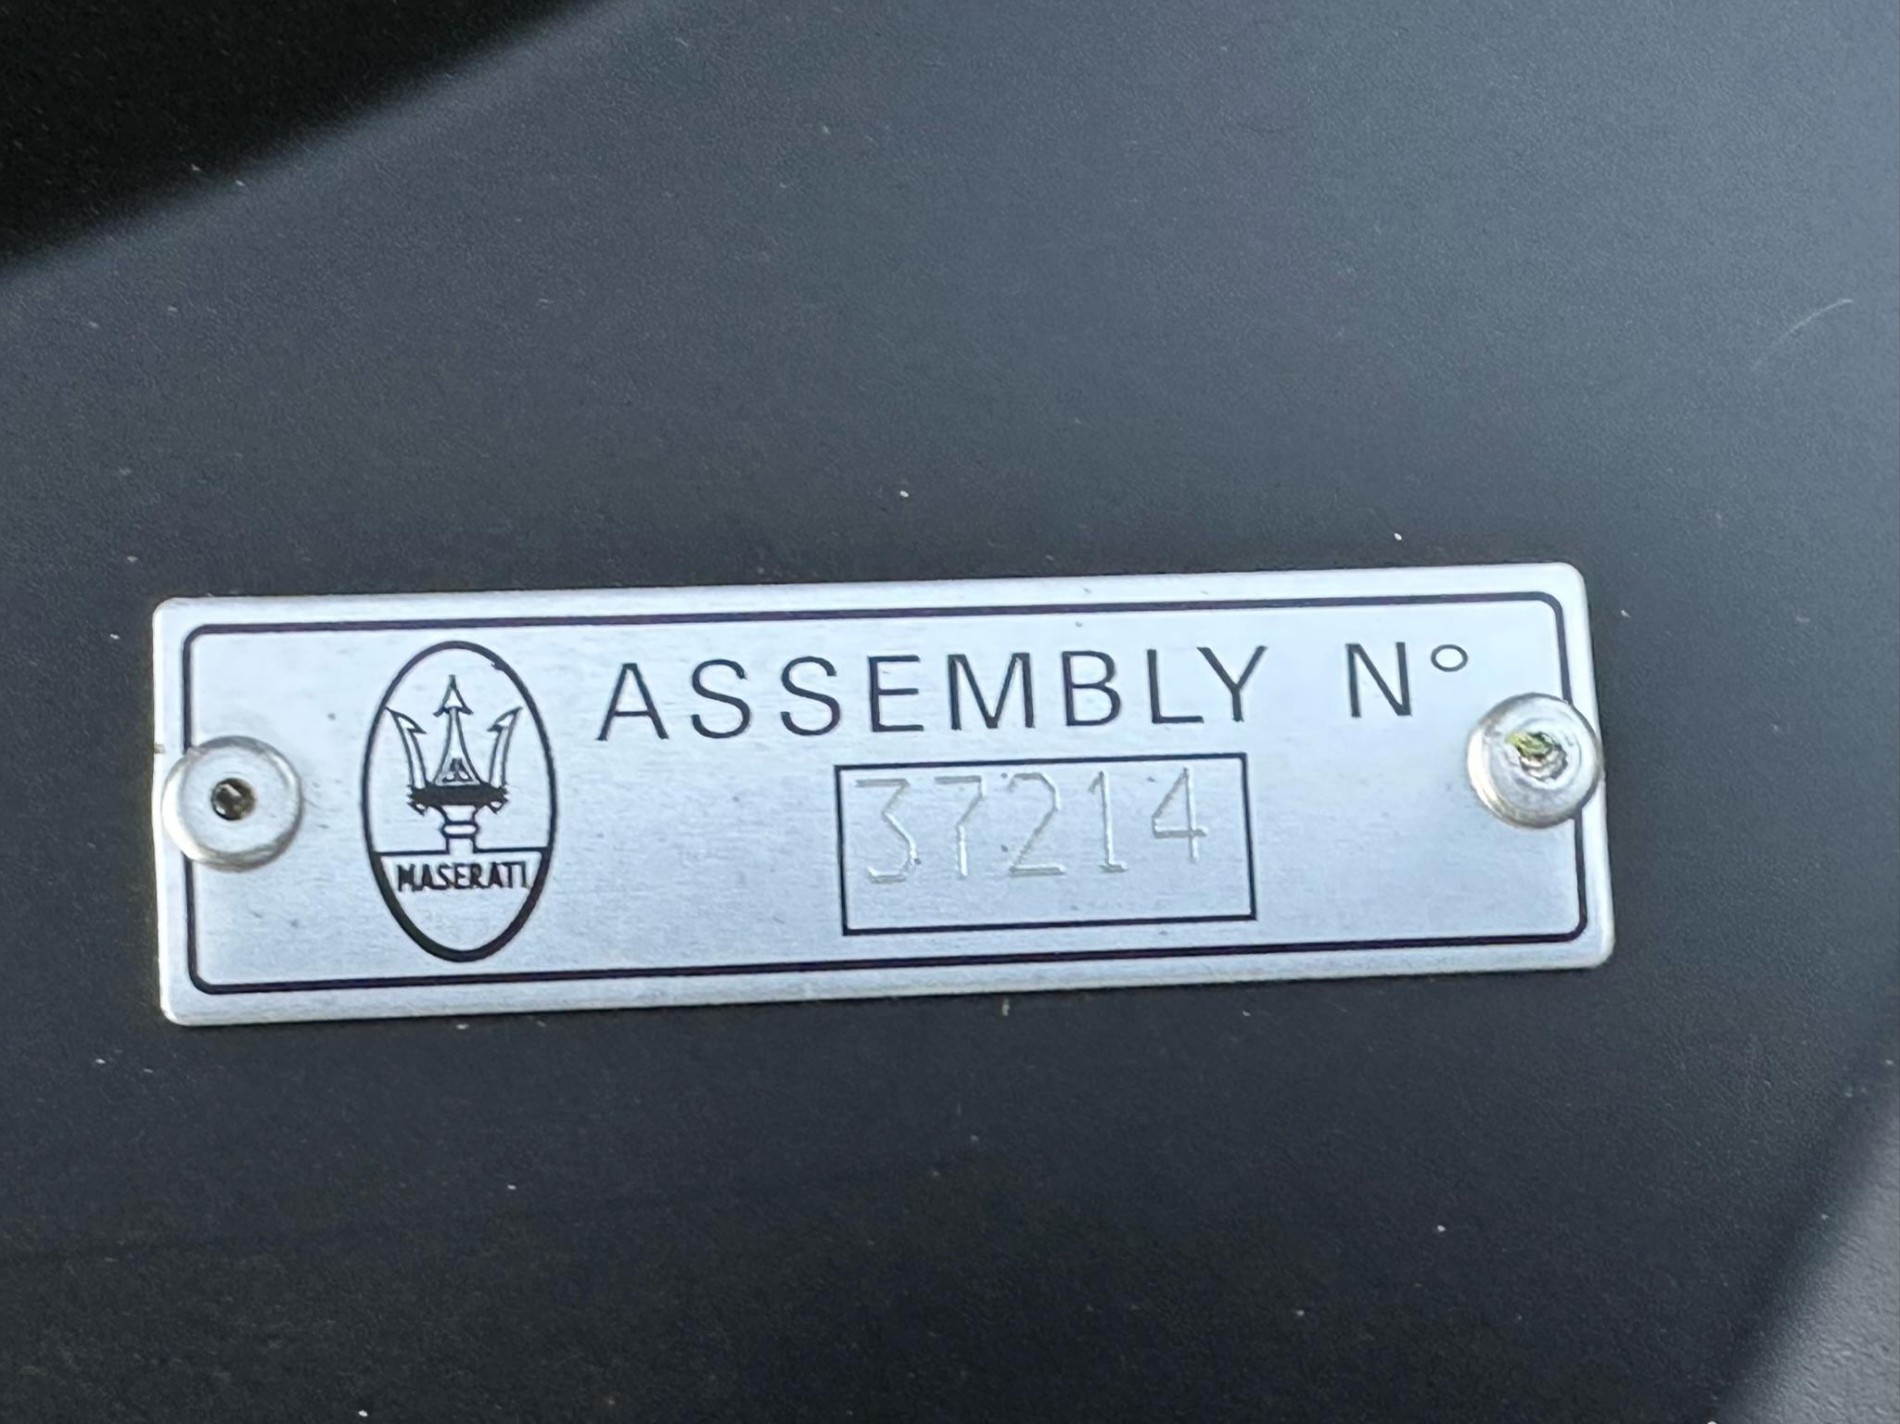 ASSEMBLY N°
37214
MASERATI